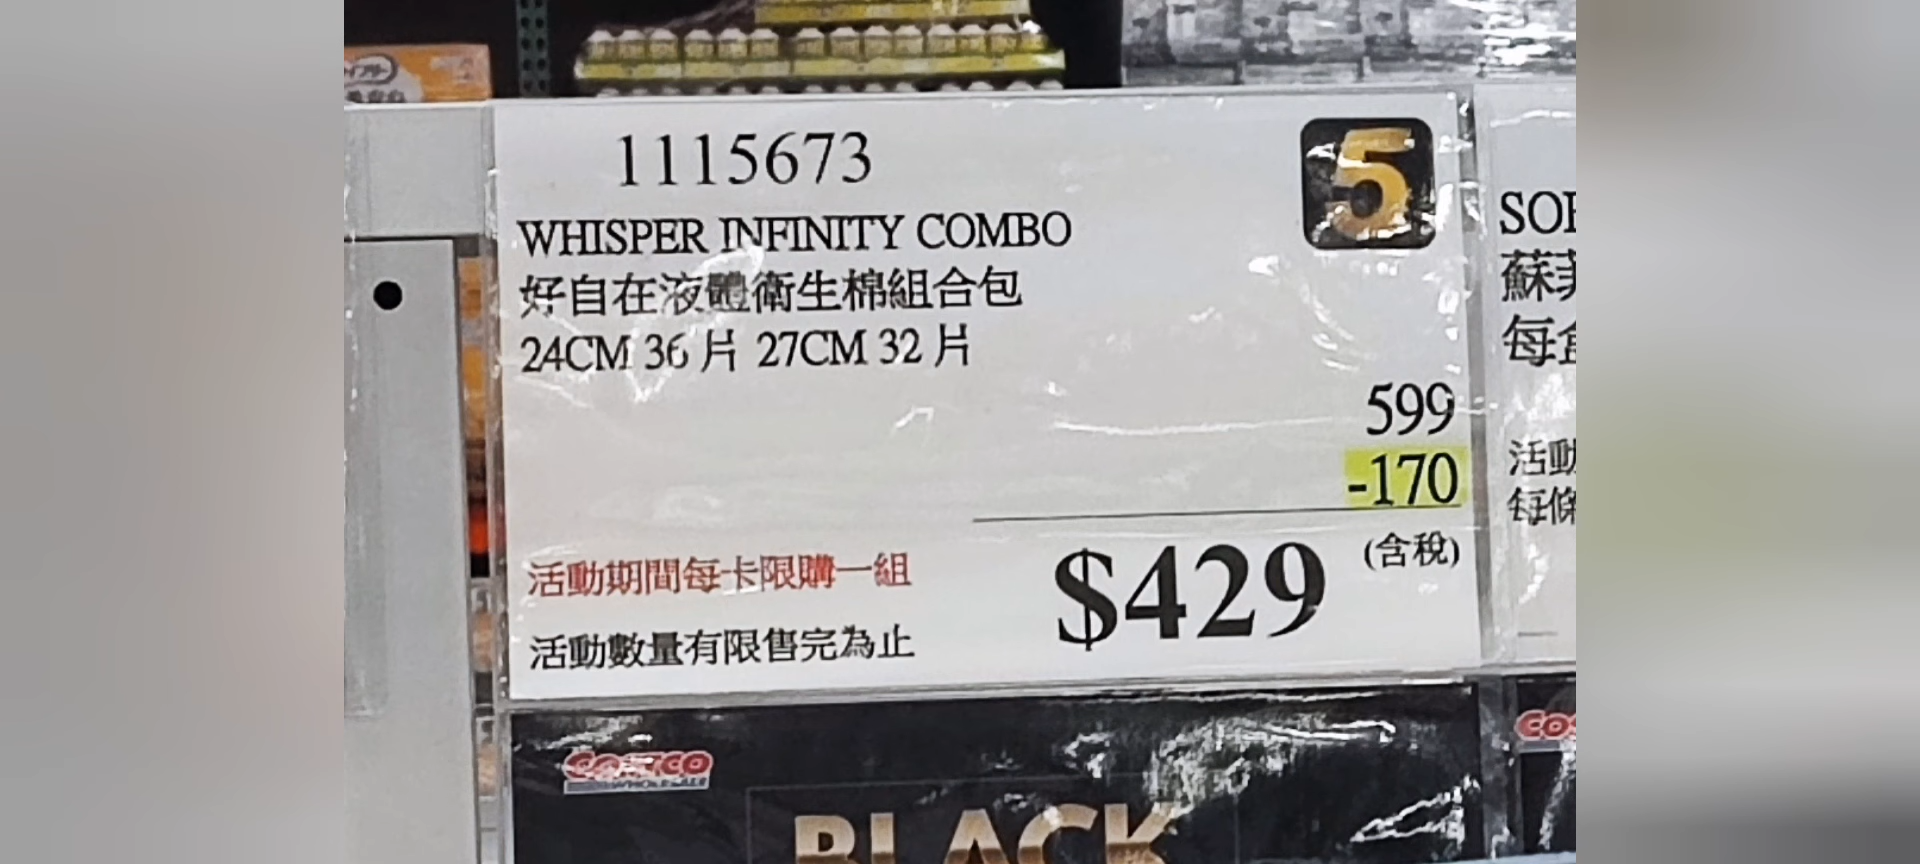 1115673
5
WHISPER INFINITY COMBO
好自在液體衛生棉組合包
24CM 36 片 27CM 32 片
599
-170
$429
(含稅)
活動期間每卡限購一組
活動數量有限售完為止
COSTCO
WHOLESALE
BLACK
SOF
蘇菲
每盒
活動
每條